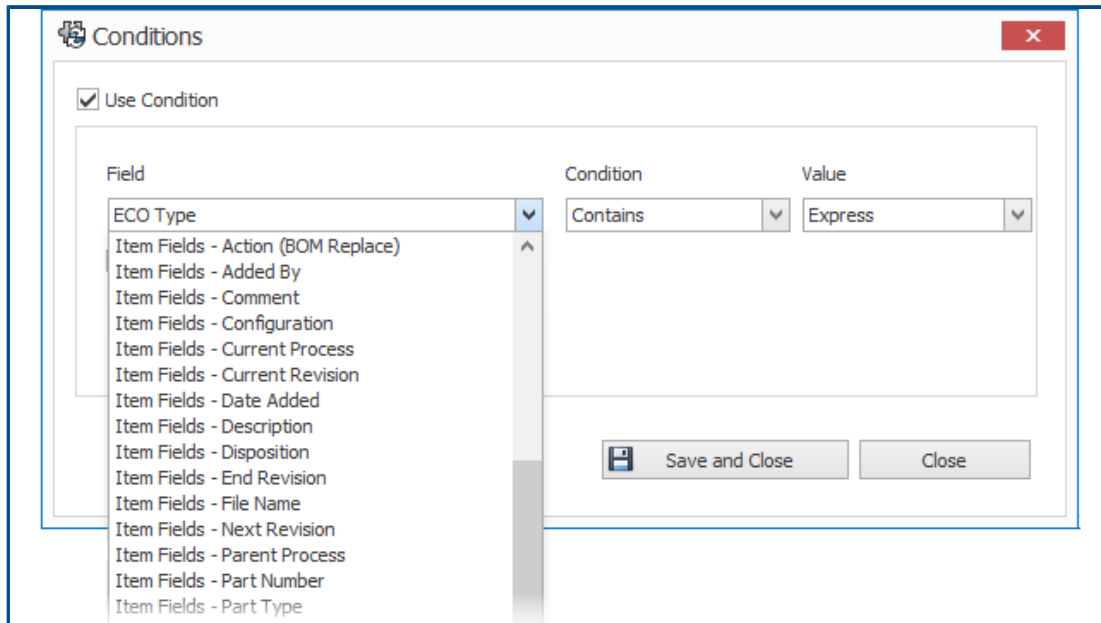 Conditions
Use Condition
Field Condition Value
ECO Type Contains Express
Item Fields - Action (BOM Replace)
Item Fields - Added By
Item Fields - Comment
Item Fields - Configuration
Item Fields - Current Process
Item Fields - Current Revision
Item Fields - Date Added
Item Fields - Description
Item Fields - Disposition
Item Fields - End Revision
Item Fields - File Name
Item Fields - Next Revision
Item Fields - Parent Process
Item Fields - Part Number
Item Fields - Part Type
Save and Close Close